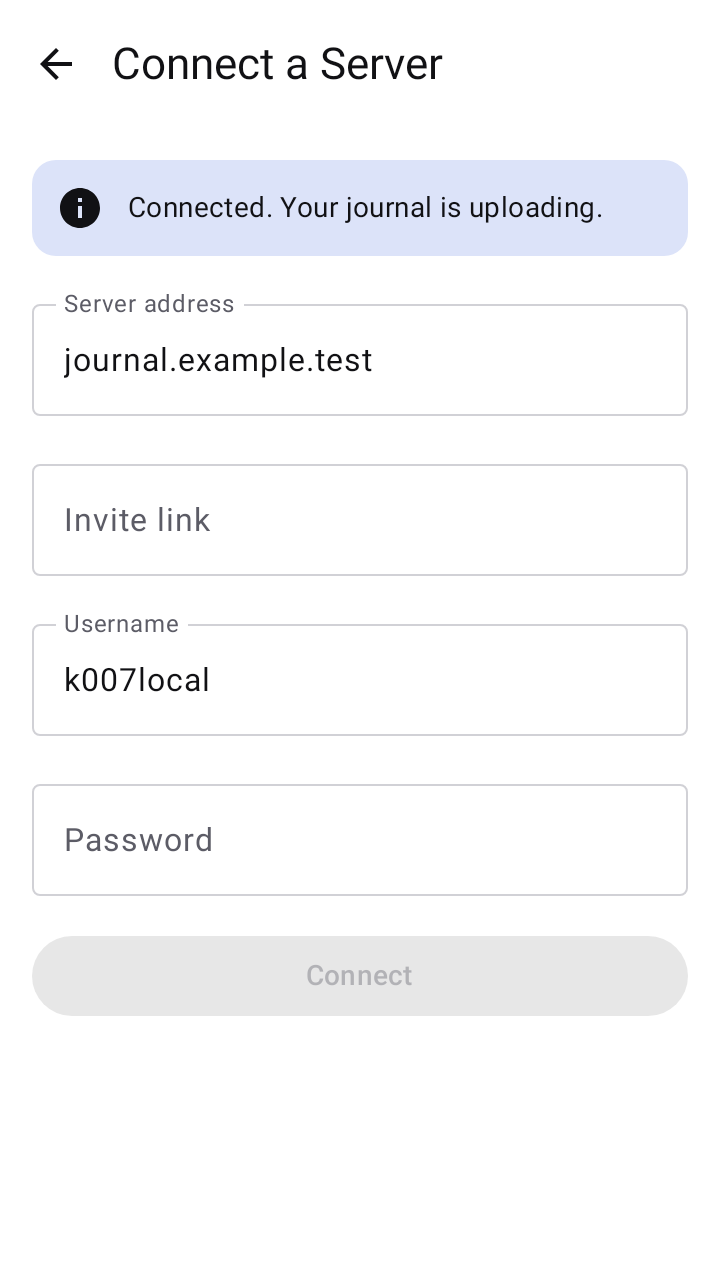 Connect a Server
Connected. Your journal is uploading.
Server address
journal.example.test
Invite link
Username
k007local
Password
Connect